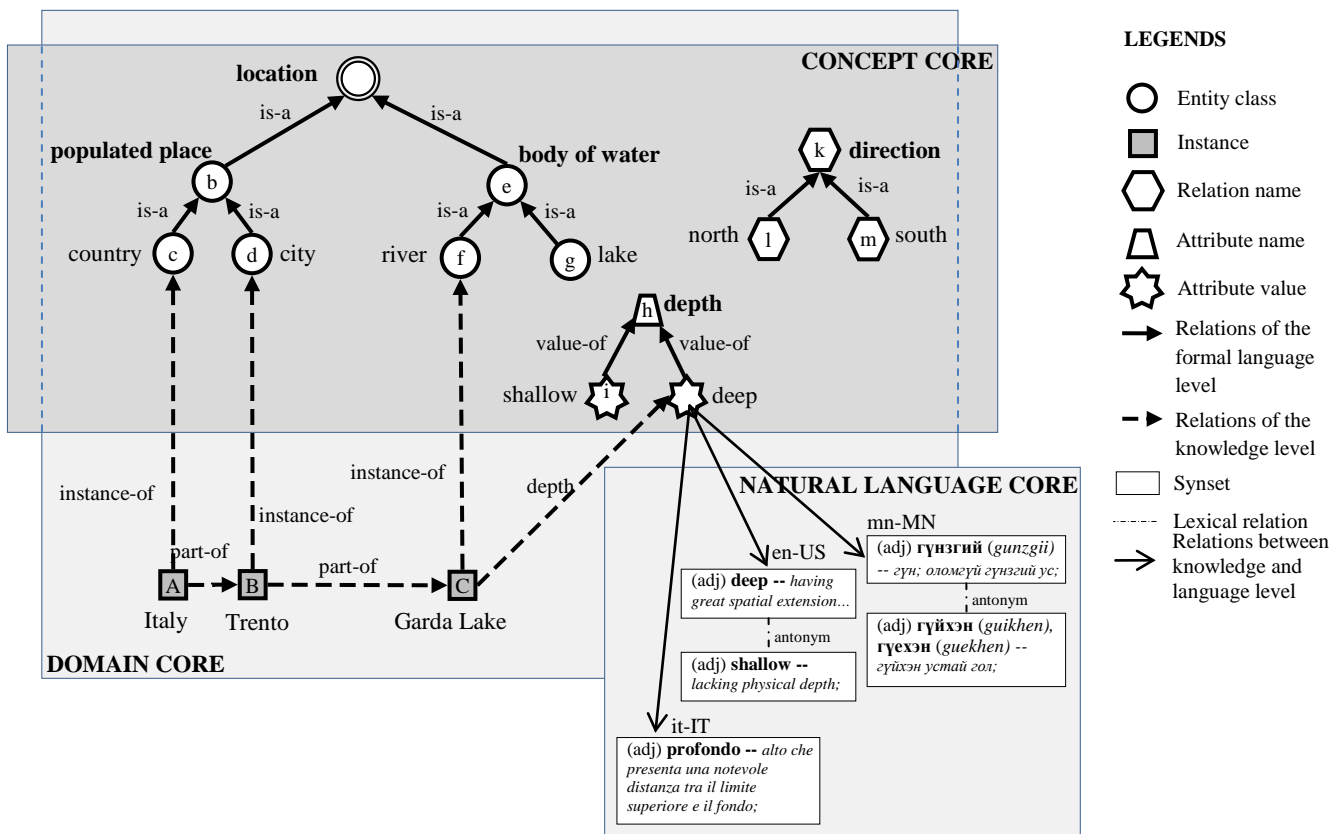 LEGENDS
CONCEPT CORE
location
is-a
is-a
Entity class
populated place
body of water
k
direction
Instance
b
e
is-a
is-a
is-a
is-a
is-a
is-a
Relation name
country
c
d
city
river
f
g
lake
north
l
m
south
Attribute name
Attribute value
h
depth
value-of
value-of
Relations of the
formal language
level
shallow
i
deep
Relations of the
knowledge level
instance-of
instance-of
instance-of
depth
NATURAL LANGUAGE CORE
Synset
Lexical relation
Relations between
knowledge and
language level
part-of
part-of
A
B
C
Italy
Trento
Garda Lake
DOMAIN CORE
mn-MN
(adj) гүнзгий (gunzgii)
-- гүн; оломгүй гүнзгий ус;
antonym
(adj) гүйхэн (guikhen),
гүехэн (guekhen) --
гүйхэн устай гол;
en-US
(adj) deep -- having
great spatial extension…
antonym
(adj) shallow --
lacking physical depth;
it-IT
(adj) profondo -- alto che
presenta una notevole
distanza tra il limite
superiore e il fondo;